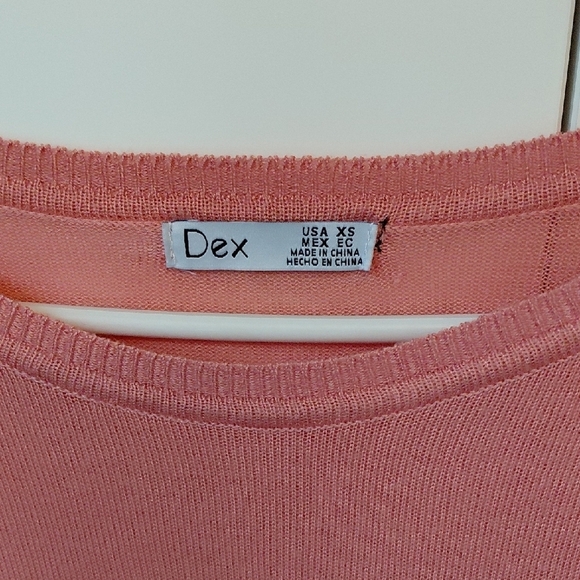 Dex
USA XS
MEX EC
MADE IN CHINA
HECHO EN CHINA